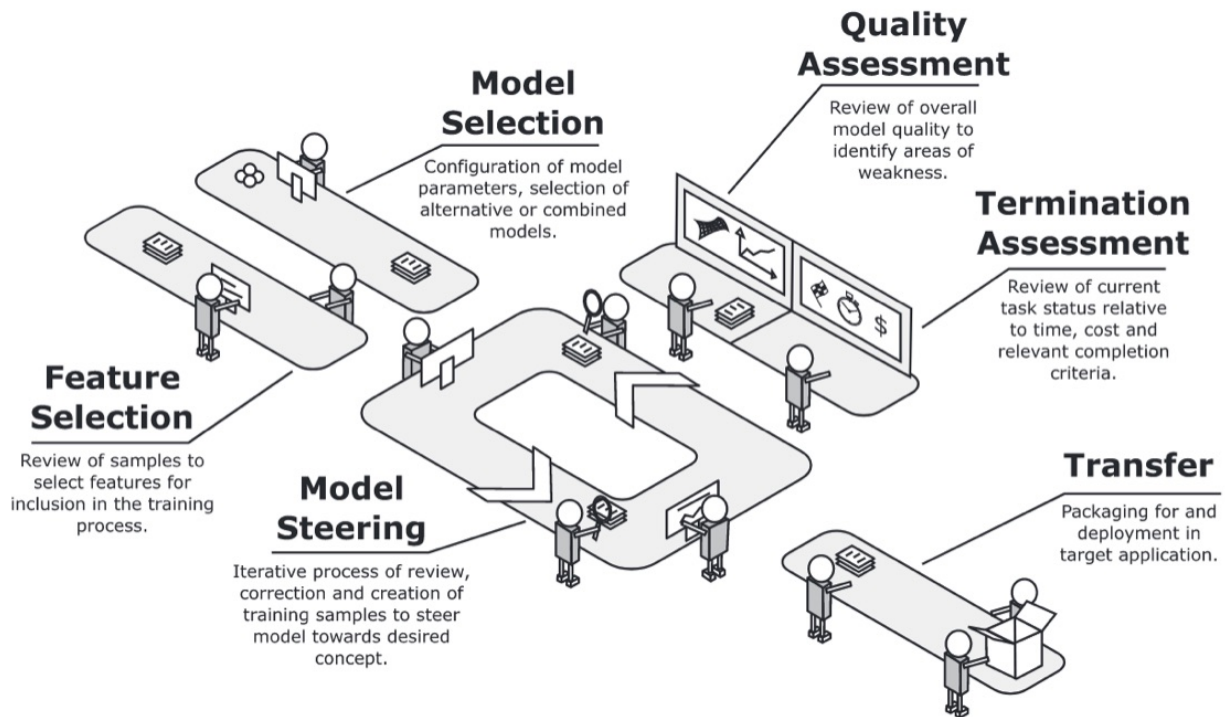 Quality
Assessment
Review of overall
model quality to
identify areas of
weakness.
Model
Selection
Configuration of model
parameters, selection of
alternative or combined
models.
Termination
Assessment
Review of current
task status relative
to time, cost and
relevant completion
criteria.
$
Feature
Selection
Review of samples to
select features for
inclusion in the training
process.
Model
Steering
Iterative process of review,
correction and creation of
training samples to steer
model towards desired
concept.
Transfer
Packaging for and
deployment in
target application.